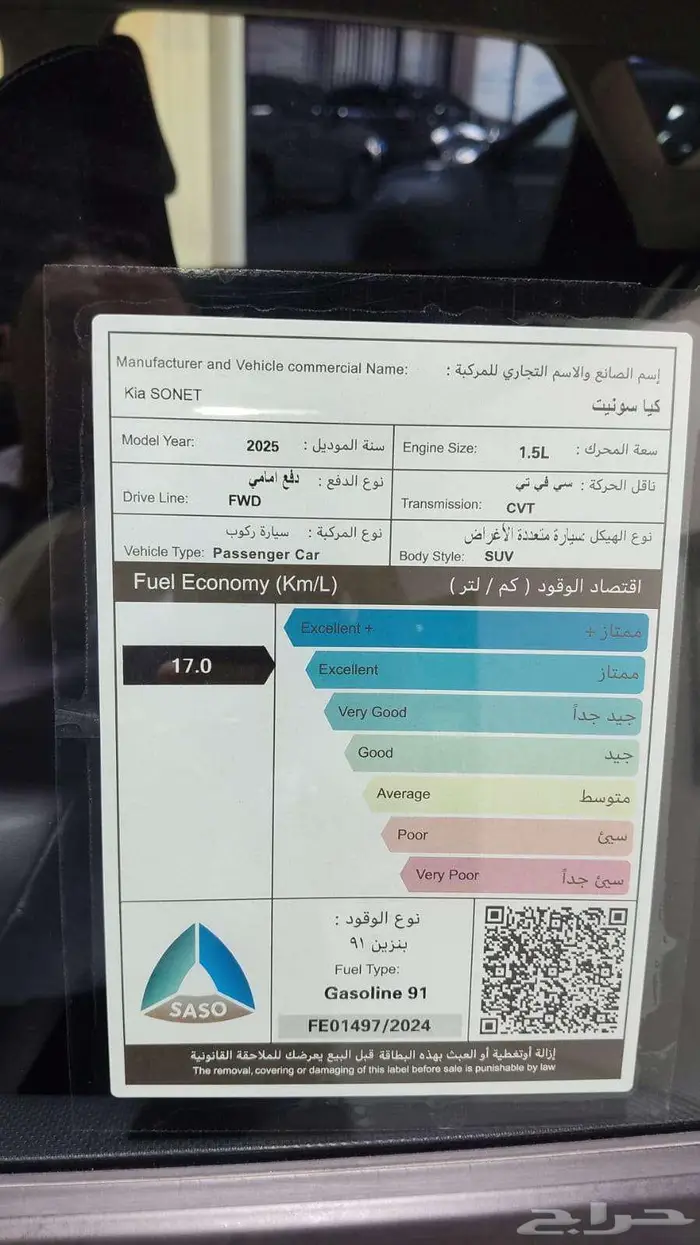 Manufacturer and Vehicle commercial Name: إسم الصانع والاسم التجاري للمركبة :
Kia SONET كيا سونيت
Model Year: 2025 سنة الموديل :
Engine Size: 1.5L سعة المحرك :
نوع الدفع : دفع امامي
Drive Line: FWD
ناقل الحركة : سي في تي
Transmission: CVT
نوع المركبة : سيارة ركوب
Vehicle Type: Passenger Car
نوع الهيكل سيارة متعددة الأغراض
Body Style: SUV
Fuel Economy (Km/L) اقتصاد الوقود ( كم / لتر )
Excellent + ممتاز +
17.0
Excellent ممتاز
Very Good جيد جداً
Good جيد
Average متوسط
Poor سيئ
Very Poor سيئ جداً
نوع الوقود :
بنزين ٩١
Fuel Type:
Gasoline 91
FE01497/2024
SASO
إزالة أوتغطية أو العبث بهذه البطاقة قبل البيع يعرضك للملاحقة القانونية
The removal, covering or damaging of this label before sale is punishable by law
حراج